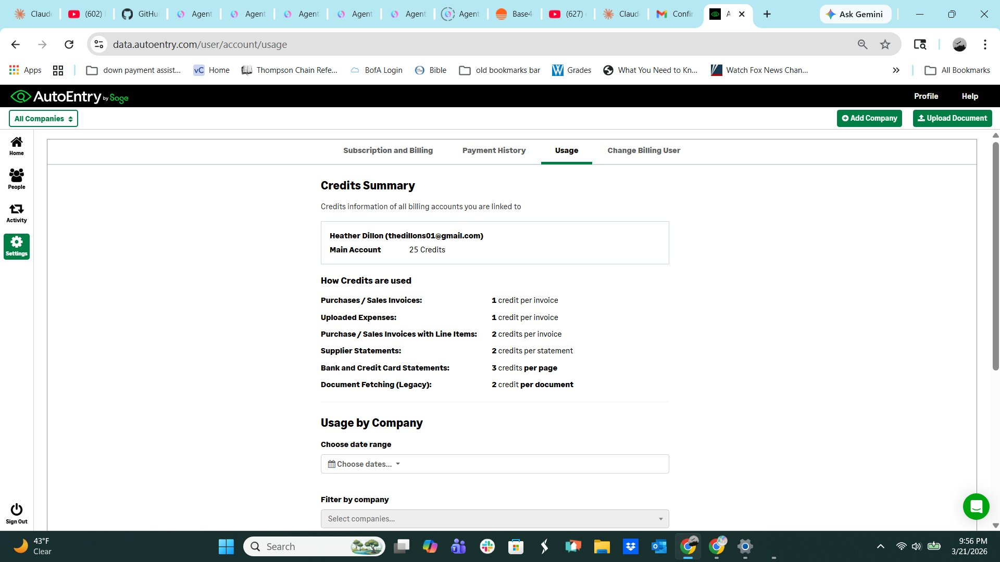 Claud
(602)
GitHu
Agent
Agent
Agent
Agent
Agent
Agent
Base4
(627)
Claud
Confir
A
Ask Gemini
data.autoentry.com/user/account/usage
Apps
down payment assist...
vC Home
Thompson Chain Refe...
BofA Login
Bible
old bookmarks bar
Grades
What You Need to Kn...
Watch Fox News Chan...
All Bookmarks
AutoEntry by Sage
Profile
Help
All Companies
Add Company
Upload Document
Home
People
Activity
Settings
Sign Out
Subscription and Billing
Payment History
Usage
Change Billing User
Credits Summary
Credits information of all billing accounts you are linked to
Heather Dillon (thedillons01@gmail.com)
Main Account 25 Credits
How Credits are used
Purchases / Sales Invoices: 1 credit per invoice
Uploaded Expenses: 1 credit per invoice
Purchase / Sales Invoices with Line Items: 2 credits per invoice
Supplier Statements: 2 credits per statement
Bank and Credit Card Statements: 3 credits per page
Document Fetching (Legacy): 2 credit per document
Usage by Company
Choose date range
Choose dates...
Filter by company
Select companies...
43°F
Clear
Search
9:56 PM
3/21/2026